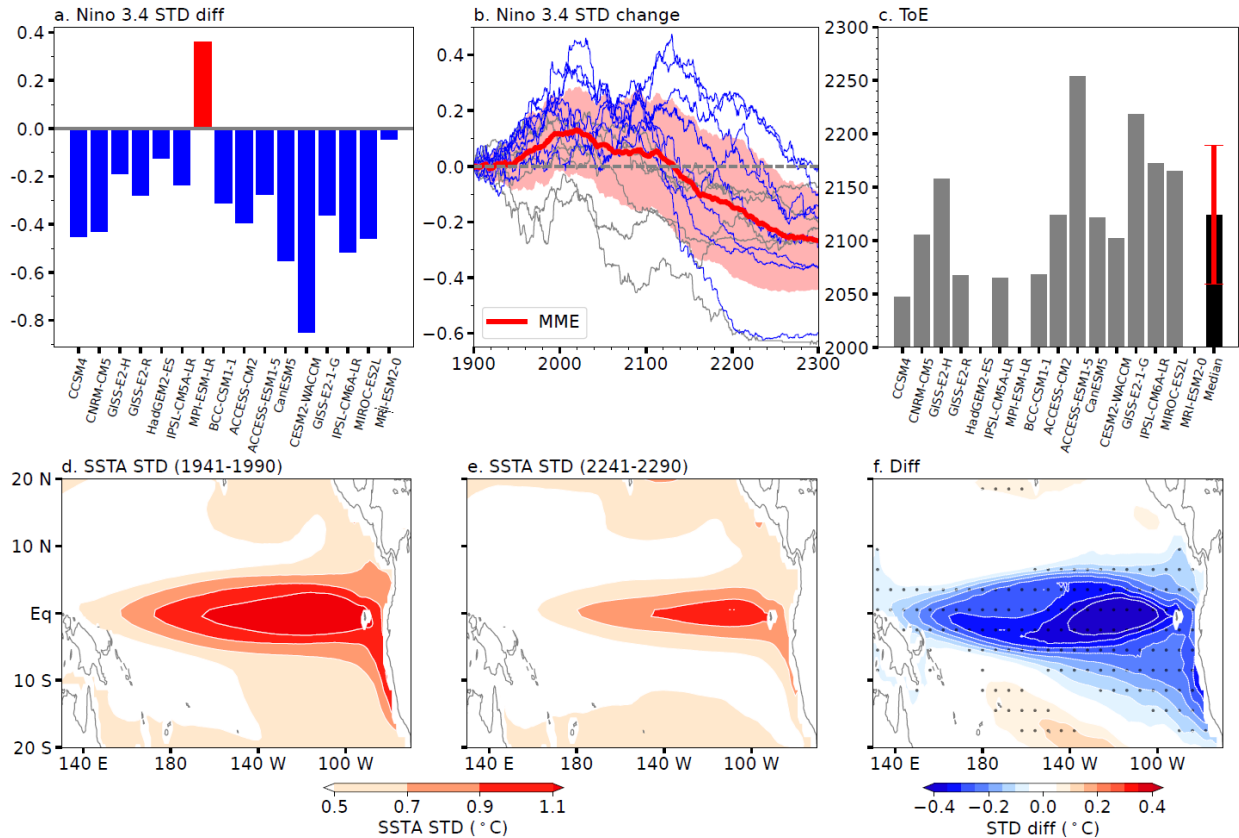 a. Nino 3.4 STD diff
0.4
0.2
0.0
-0.2
-0.4
-0.6
-0.8
CCSM4
CNRM-CM5
GISS-E2-H
GISS-E2-R
HadGEM2-ES
IPSL-CM5A-LR
MPI-ESM-LR
BCC-CSM1-1
ACCESS-CM2
ACCESS-ESM1-5
CanESM5
CESM2-WACCM
GISS-E2-1-G
IPSL-CM6A-LR
MIROC-ES2L
MRI-ESM2-0
b. Nino 3.4 STD change
0.4
0.2
0.0
-0.2
-0.4
-0.6
MME
1900
2000
2100
2200
2300
c. ToE
2300
2250
2200
2150
2100
2050
2000
CCSM4
CNRM-CM5
GISS-E2-H
GISS-E2-R
HadGEM2-ES
IPSL-CM5A-LR
MPI-ESM-LR
BCC-CSM1-1
ACCESS-CM2
ACCESS-ESM1-5
CanESM5
CESM2-WACCM
GISS-E2-1-G
IPSL-CM6A-LR
MIROC-ES2L
MRI-ESM2-0
Median
d. SSTA STD (1941-1990)
20 N
10 N
Eq
10 S
20 S
140 E
180
140 W
100 W
e. SSTA STD (2241-2290)
140 E
180
140 W
100 W
f. Diff
140 E
180
140 W
100 W
0.5
0.7
0.9
1.1
SSTA STD (°C)
−0.4
−0.2
0.0
0.2
0.4
STD diff (°C)